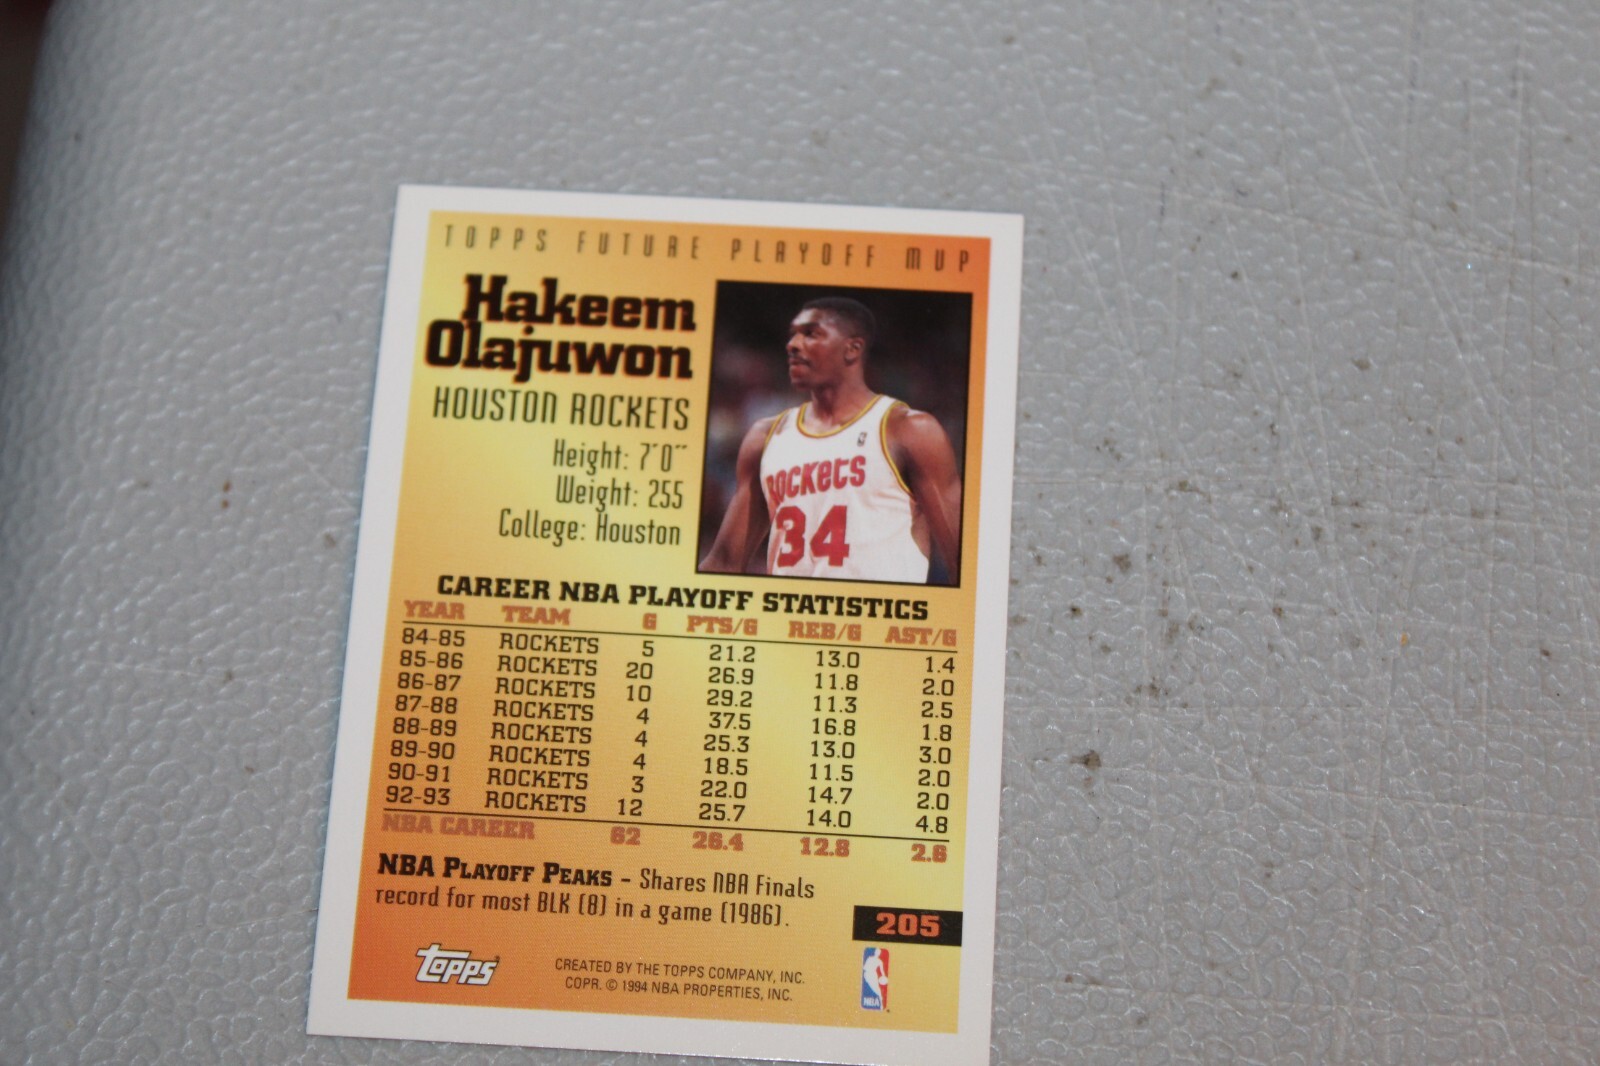 TOPPS FUTURE PLAYOFF MVP
Hakeem
Olajuwon
HOUSTON ROCKETS
Height: 7'0"
Weight: 255
College: Houston
ROCKETS
34
CAREER NBA PLAYOFF STATISTICS
YEAR TEAM G PTS/G REB/G AST/G
84-85 ROCKETS 5 21.2 13.0 1.4
85-86 ROCKETS 20 26.9 11.8 2.0
86-87 ROCKETS 10 29.2 11.3 2.5
87-88 ROCKETS 4 37.5 16.8 1.8
88-89 ROCKETS 4 25.3 13.0 3.0
89-90 ROCKETS 4 18.5 11.5 2.0
90-91 ROCKETS 3 22.0 14.7 2.0
92-93 ROCKETS 12 25.7 14.0 4.8
NBA CAREER 62 26.4 12.8 2.6
NBA PLAYOFF PEAKS - Shares NBA Finals
record for most BLK (8) in a game (1986).
205
topps
CREATED BY THE TOPPS COMPANY, INC.
COPR. © 1994 NBA PROPERTIES, INC.
NBA